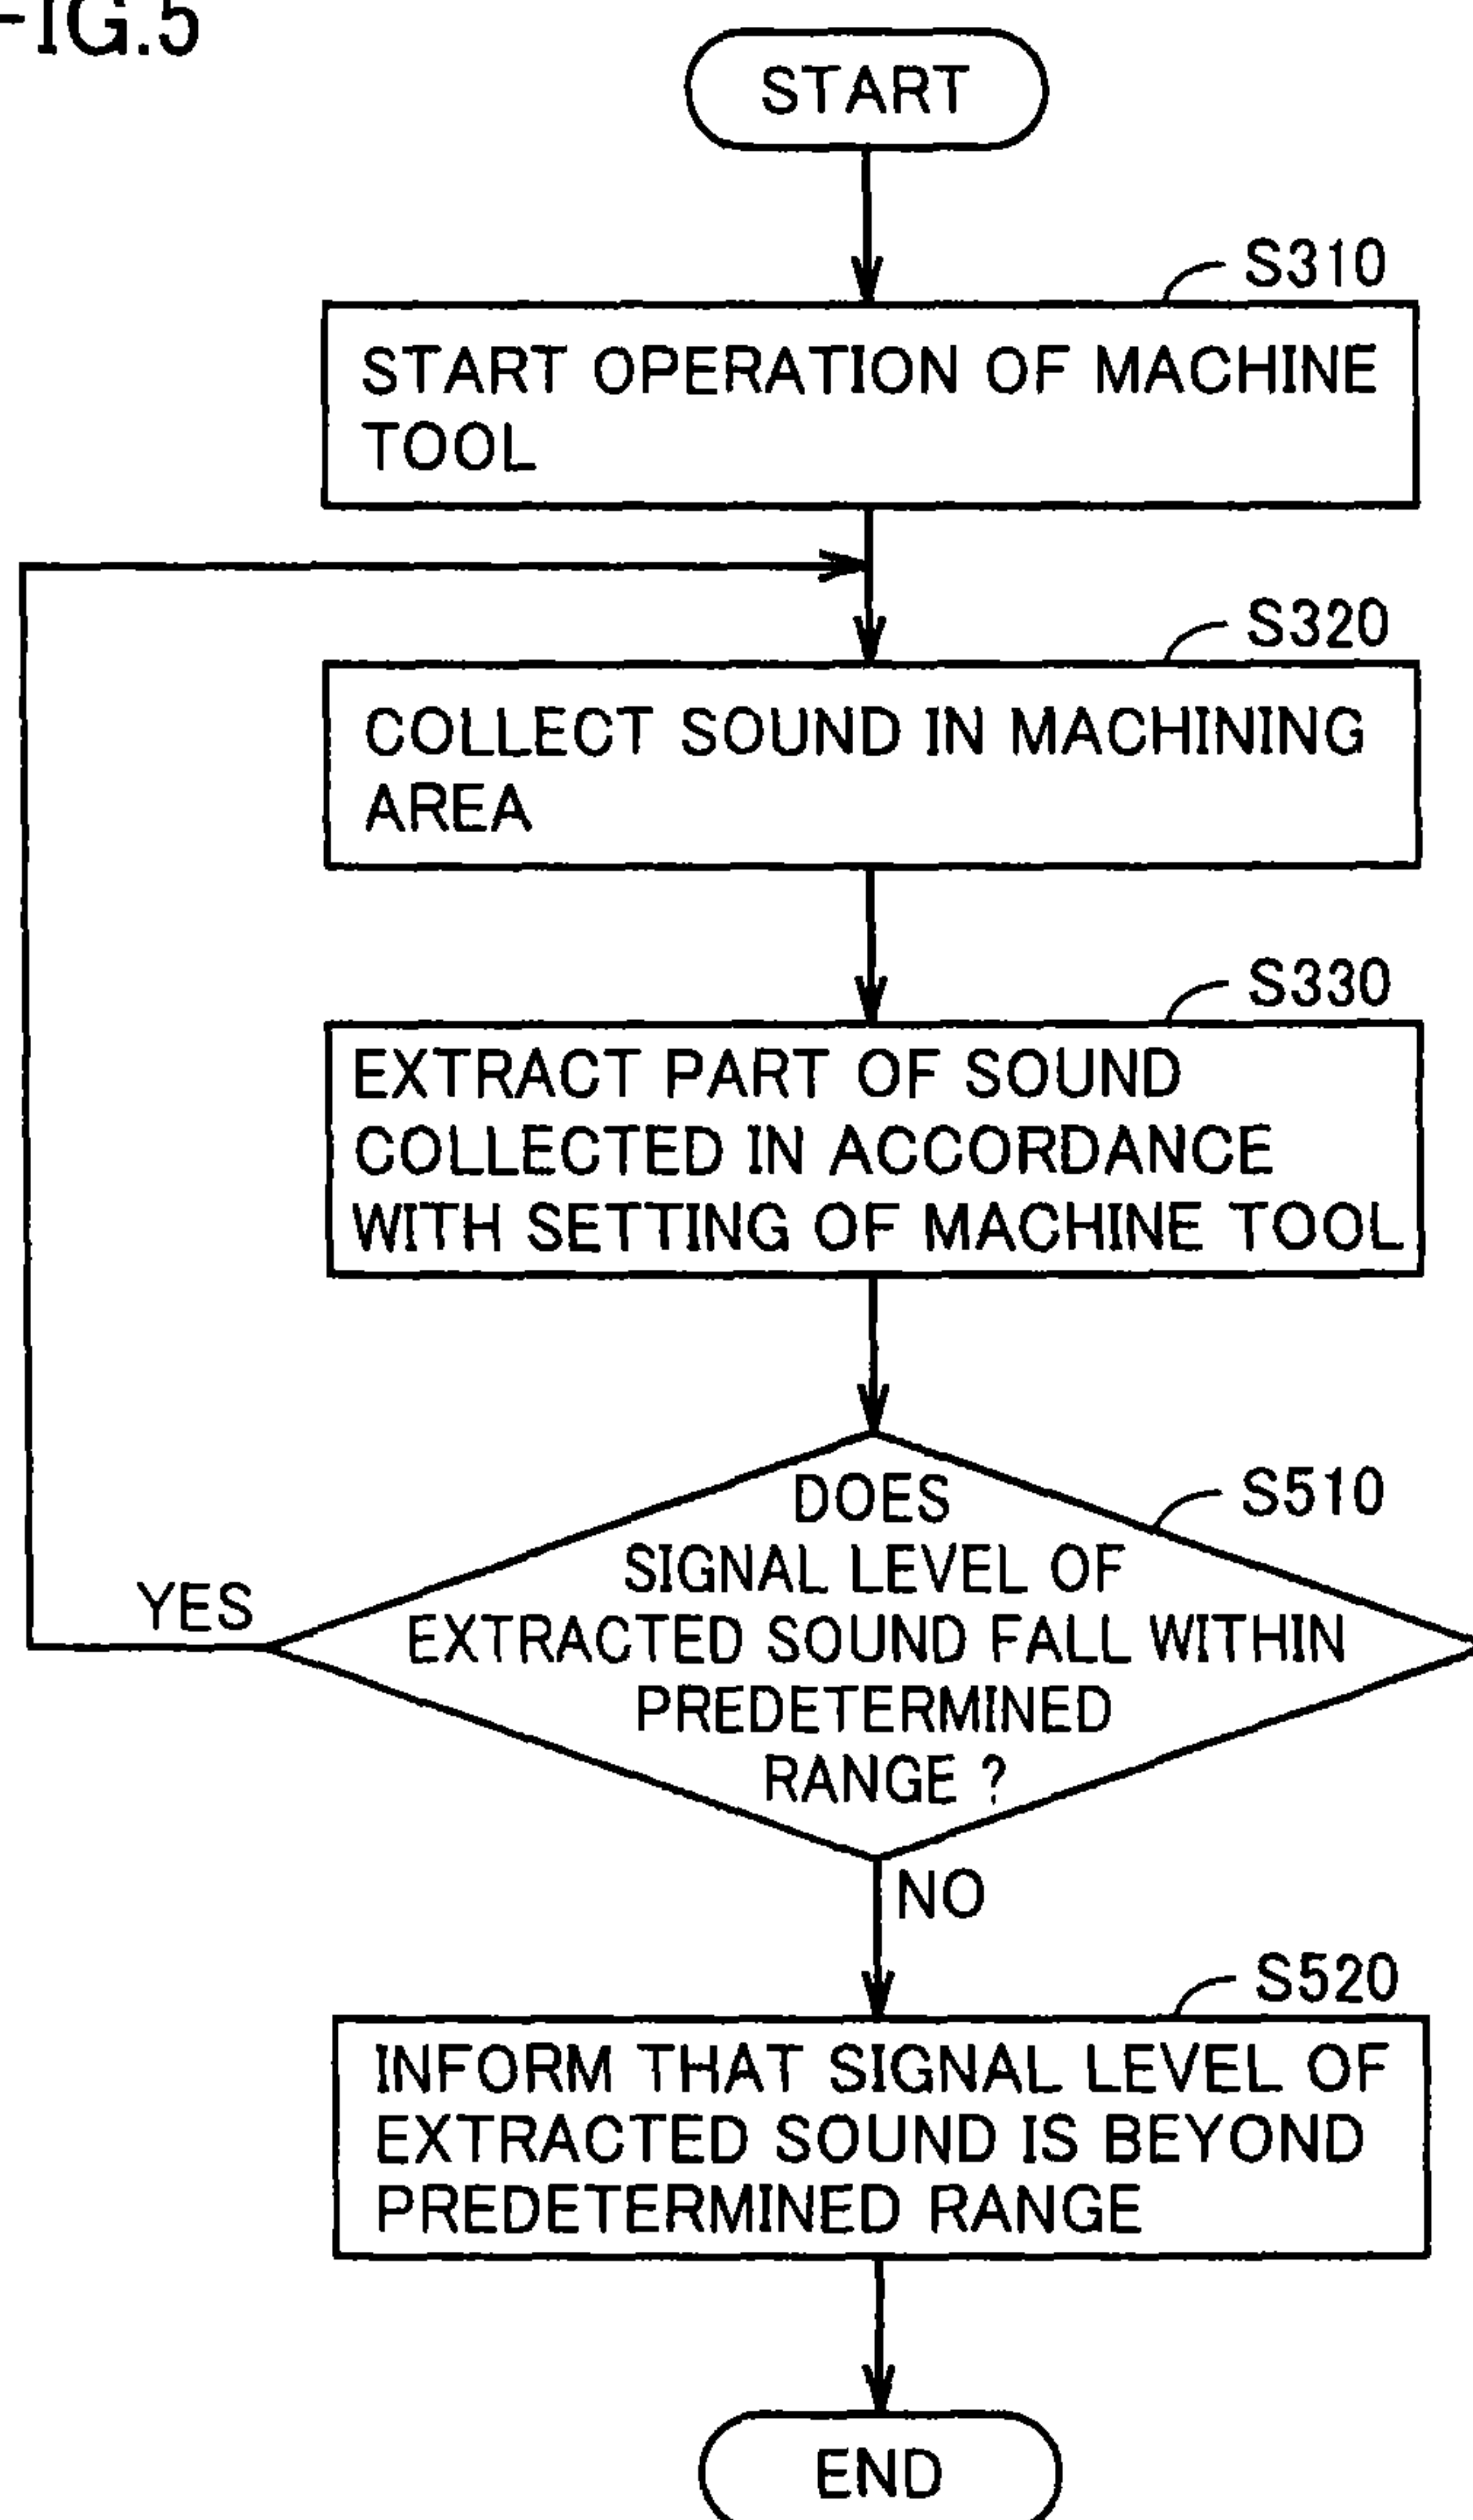 FIG.5
START
S310
START OPERATION OF MACHINE
TOOL
S320
COLLECT SOUND IN MACHINING
AREA
S330
EXTRACT PART OF SOUND
COLLECTED IN ACCORDANCE
WITH SETTING OF MACHINE TOOL
S510
DOES
SIGNAL LEVEL OF
EXTRACTED SOUND FALL WITHIN
PREDETERMINED
RANGE ?
YES
NO
S520
INFORM THAT SIGNAL LEVEL OF
EXTRACTED SOUND IS BEYOND
PREDETERMINED RANGE
END